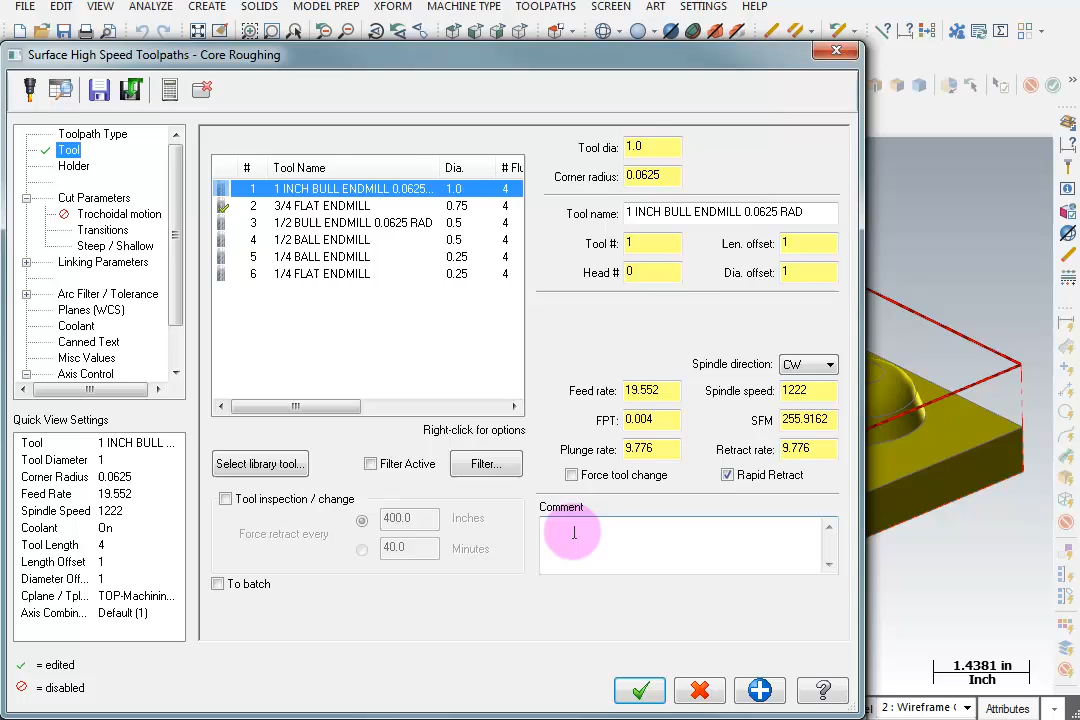 FILE EDIT VIEW ANALYZE CREATE SOLIDS MODEL PREP XFORM MACHINE TYPE TOOLPATHS SCREEN ART SETTINGS HELP
Surface High Speed Toolpaths - Core Roughing
Toolpath Type
Tool
Holder
Cut Parameters
Trochoidal motion
Transitions
Steep / Shallow
Linking Parameters
Arc Filter / Tolerance
Planes (WCS)
Coolant
Canned Text
Misc Values
Axis Control
Quick View Settings
Tool 1 INCH BULL ...
Tool Diameter 1
Corner Radius 0.0625
Feed Rate 19.552
Spindle Speed 1222
Coolant On
Tool Length 4
Length Offset 1
Diameter Off... 1
Cplane / Tpl... TOP-Machinin...
Axis Combin... Default (1)
= edited
= disabled
# Tool Name Dia. # Flu
1 1 INCH BULL ENDMILL 0.0625... 1.0 4
2 3/4 FLAT ENDMILL 0.75 4
3 1/2 BULL ENDMILL 0.0625 RAD 0.5 4
4 1/2 BALL ENDMILL 0.5 4
5 1/4 BALL ENDMILL 0.25 4
6 1/4 FLAT ENDMILL 0.25 4
Right-click for options
Select library tool... Filter Active Filter...
Tool inspection / change
Force retract every
400.0 Inches
40.0 Minutes
To batch
Tool dia: 1.0
Corner radius: 0.0625
Tool name: 1 INCH BULL ENDMILL 0.0625 RAD
Tool #: 1 Len. offset: 1
Head # 0 Dia. offset: 1
Spindle direction: CW
Feed rate: 19.552 Spindle speed: 1222
FPT: 0.004 SFM 255.9162
Plunge rate: 9.776 Retract rate: 9.776
Force tool change Rapid Retract
Comment
1.4381 in
Inch
2 : Wireframe Attributes